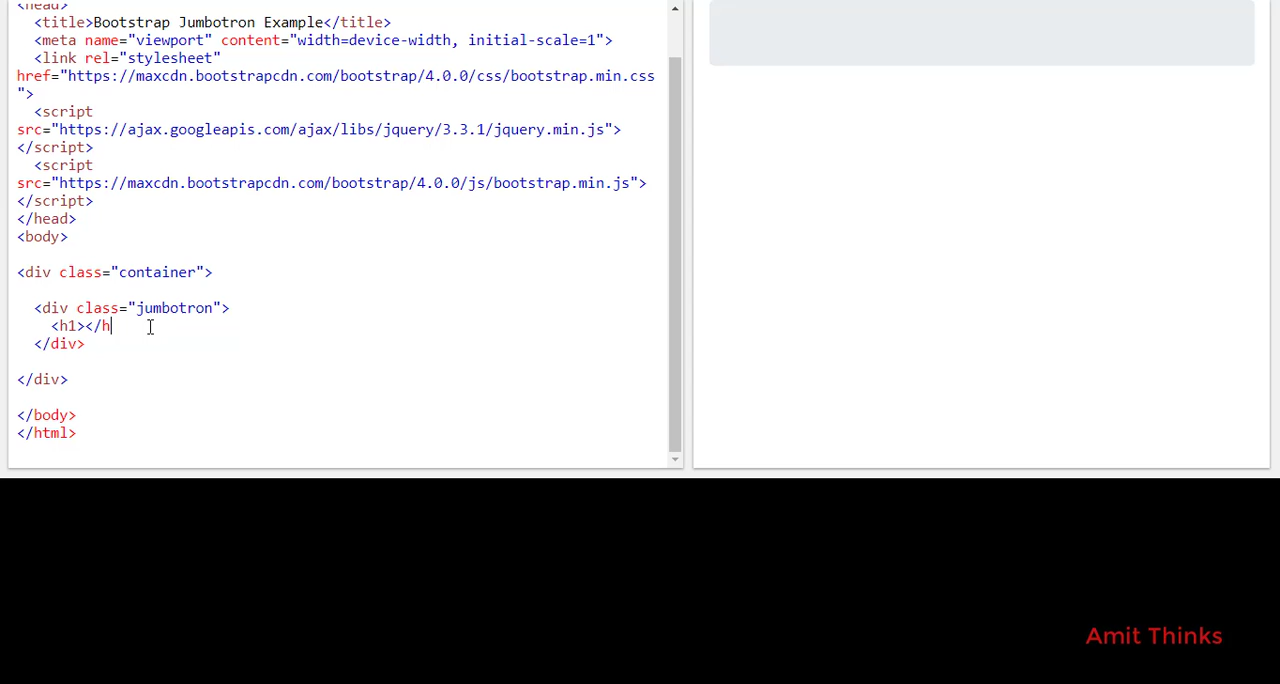 <head>
<title>Bootstrap Jumbotron Example</title>
<meta name="viewport" content="width=device-width, initial-scale=1">
<link rel="stylesheet"
href="https://maxcdn.bootstrapcdn.com/bootstrap/4.0.0/css/bootstrap.min.css
">
<script
src="https://ajax.googleapis.com/ajax/libs/jquery/3.3.1/jquery.min.js">
</script>
<script
src="https://maxcdn.bootstrapcdn.com/bootstrap/4.0.0/js/bootstrap.min.js">
</script>
</head>
<body>
<div class="container">
<div class="jumbotron">
<h1></h
</div>
</div>
</body>
</html>
Amit Thinks